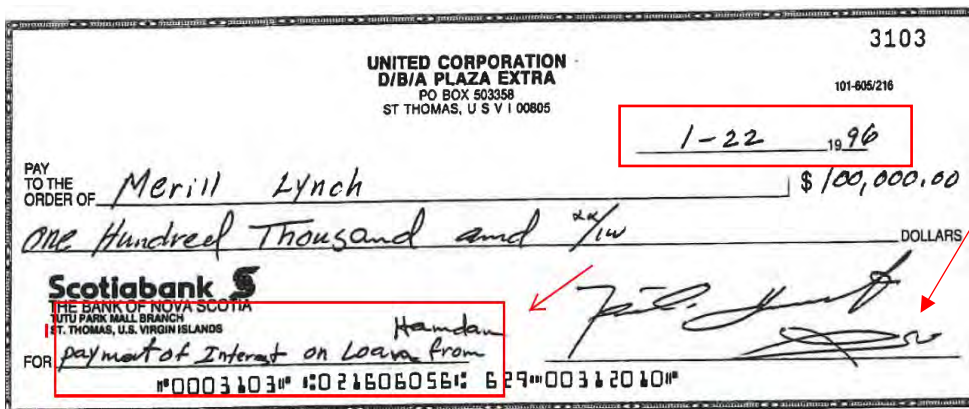 3103
UNITED CORPORATION
D/B/A PLAZA EXTRA
PO BOX 503358
ST THOMAS, U S V I 00805
101-605/216
1-22 1996
PAY
TO THE
ORDER OF Merill Lynch $ 100,000.00
One Hundred Thousand and xx/100 DOLLARS
Scotiabank
THE BANK OF NOVA SCOTIA
TUTU PARK MALL BRANCH
ST. THOMAS, U.S. VIRGIN ISLANDS
Hamdan
FOR payment of Interest on Loan from
⑈0003103⑈ ⑆021606056⑆ 629⑈00312010⑈